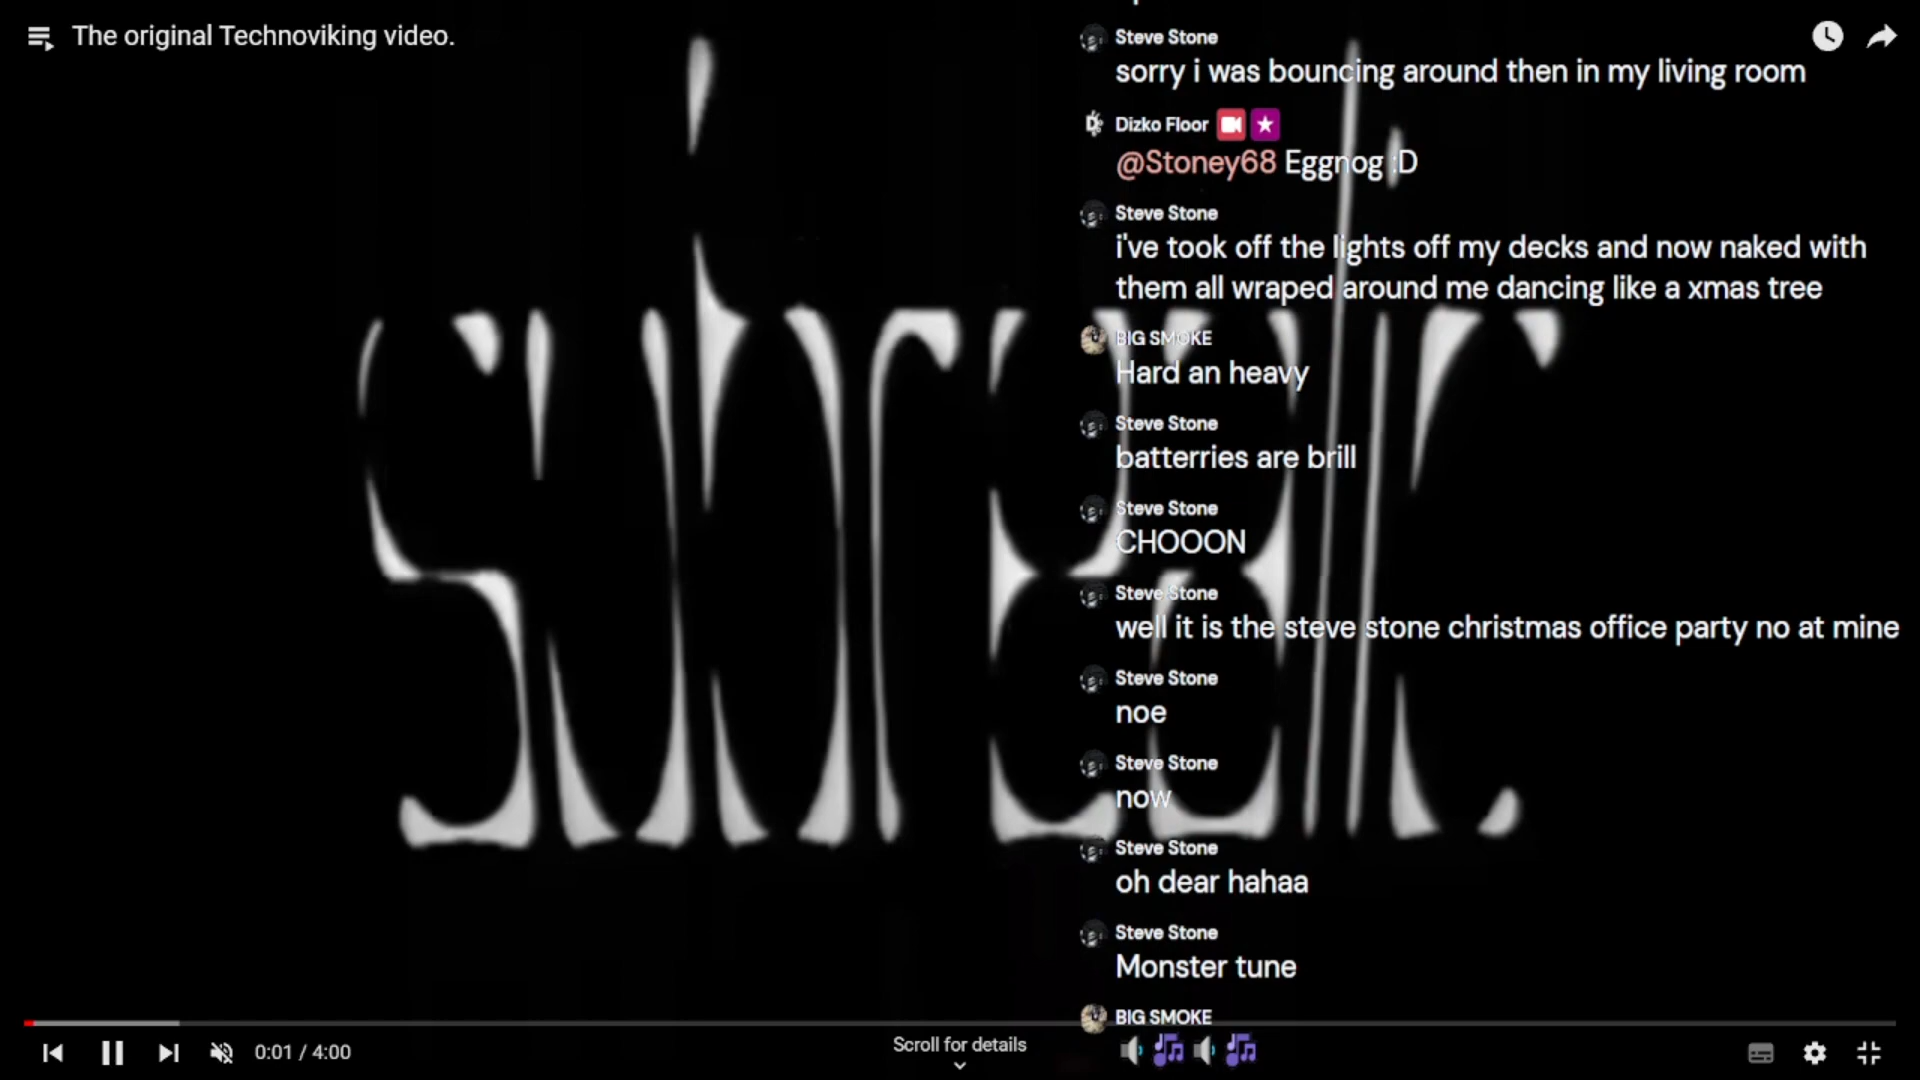 The original Technoviking video.
Steve Stone
sorry i was bouncing around then in my living room
Dizko Floor
@Stoney68 Eggnog :D
Steve Stone
i've took off the lights off my decks and now naked with
them all wraped around me dancing like a xmas tree
BIG SMOKE
Hard an heavy
Steve Stone
batterries are brill
Steve Stone
CHOOON
Steve Stone
well it is the steve stone christmas office party no at mine
Steve Stone
noe
Steve Stone
now
Steve Stone
oh dear hahaa
Steve Stone
Monster tune
BIG SMOKE
🔈🎶🔈🎶
0:01 / 4:00
Scroll for details